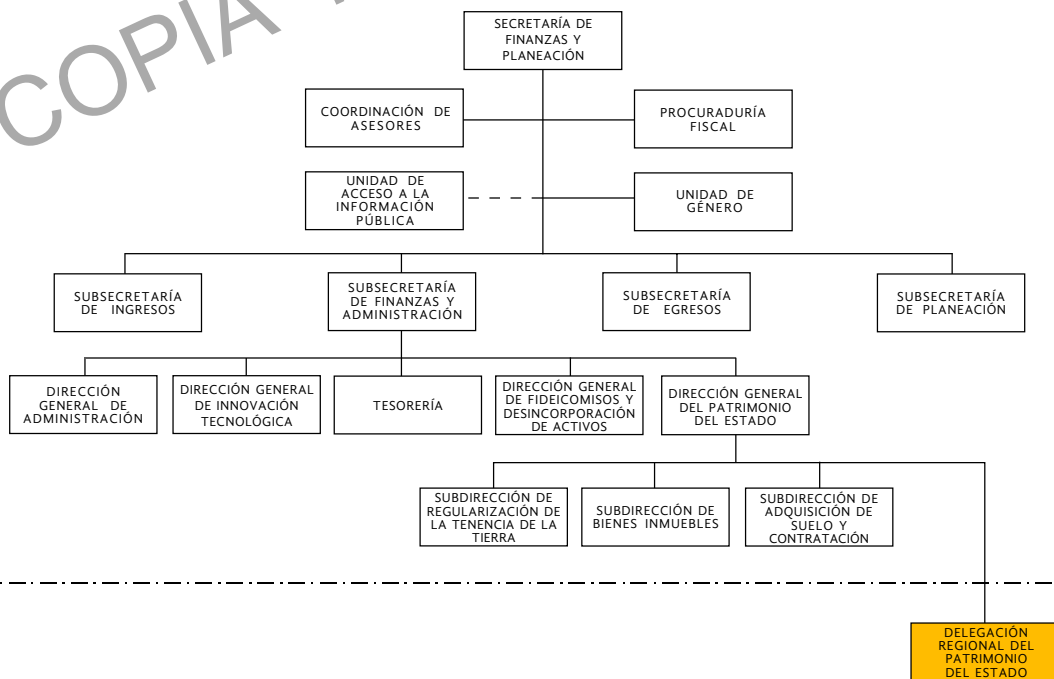 COPIA
SECRETARÍA DE
FINANZAS Y
PLANEACIÓN
COORDINACIÓN DE
ASESORES
PROCURADURÍA
FISCAL
UNIDAD DE
ACCESO A LA
INFORMACIÓN
PÚBLICA
UNIDAD DE
GÉNERO
SUBSECRETARÍA
DE INGRESOS
SUBSECRETARÍA
DE FINANZAS Y
ADMINISTRACIÓN
SUBSECRETARÍA
DE EGRESOS
SUBSECRETARÍA
DE PLANEACIÓN
DIRECCIÓN
GENERAL DE
ADMINISTRACIÓN
DIRECCIÓN GENERAL
DE INNOVACIÓN
TECNOLÓGICA
TESORERÍA
DIRECCIÓN GENERAL
DE FIDEICOMISOS Y
DESINCORPORACIÓN
DE ACTIVOS
DIRECCIÓN GENERAL
DEL PATRIMONIO
DEL ESTADO
SUBDIRECCIÓN DE
REGULARIZACIÓN DE
LA TENENCIA DE LA
TIERRA
SUBDIRECCIÓN DE
BIENES INMUEBLES
SUBDIRECCIÓN DE
ADQUISICIÓN DE
SUELO Y
CONTRATACIÓN
DELEGACIÓN
REGIONAL DEL
PATRIMONIO
DEL ESTADO